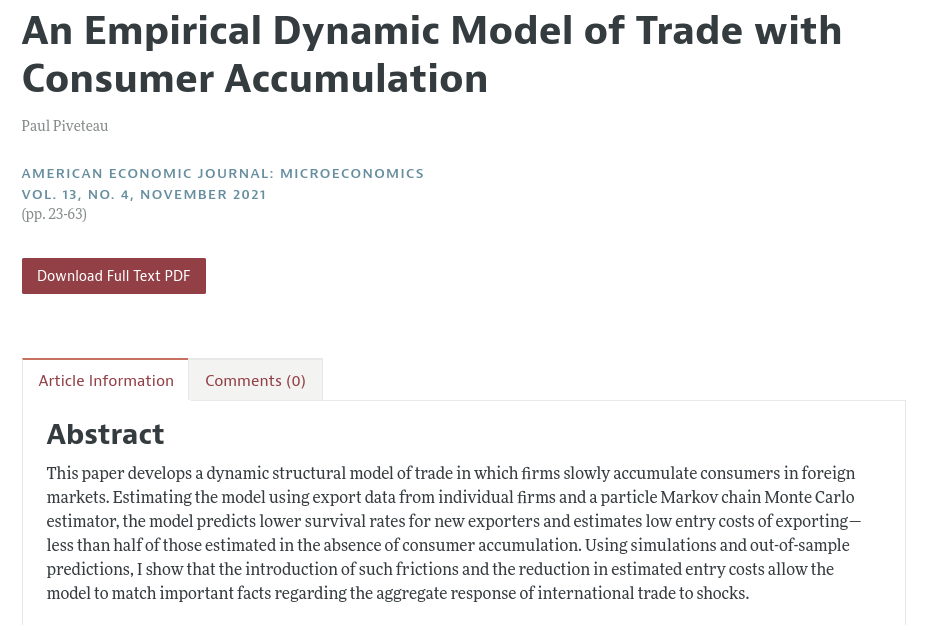 An Empirical Dynamic Model of Trade with
Consumer Accumulation
Paul Piveteau
AMERICAN ECONOMIC JOURNAL: MICROECONOMICS
VOL. 13, NO. 4, NOVEMBER 2021
(pp. 23-63)
Download Full Text PDF
Article Information
Comments (0)
Abstract
This paper develops a dynamic structural model of trade in which firms slowly accumulate consumers in foreign
markets. Estimating the model using export data from individual firms and a particle Markov chain Monte Carlo
estimator, the model predicts lower survival rates for new exporters and estimates low entry costs of exporting—
less than half of those estimated in the absence of consumer accumulation. Using simulations and out-of-sample
predictions, I show that the introduction of such frictions and the reduction in estimated entry costs allow the
model to match important facts regarding the aggregate response of international trade to shocks.